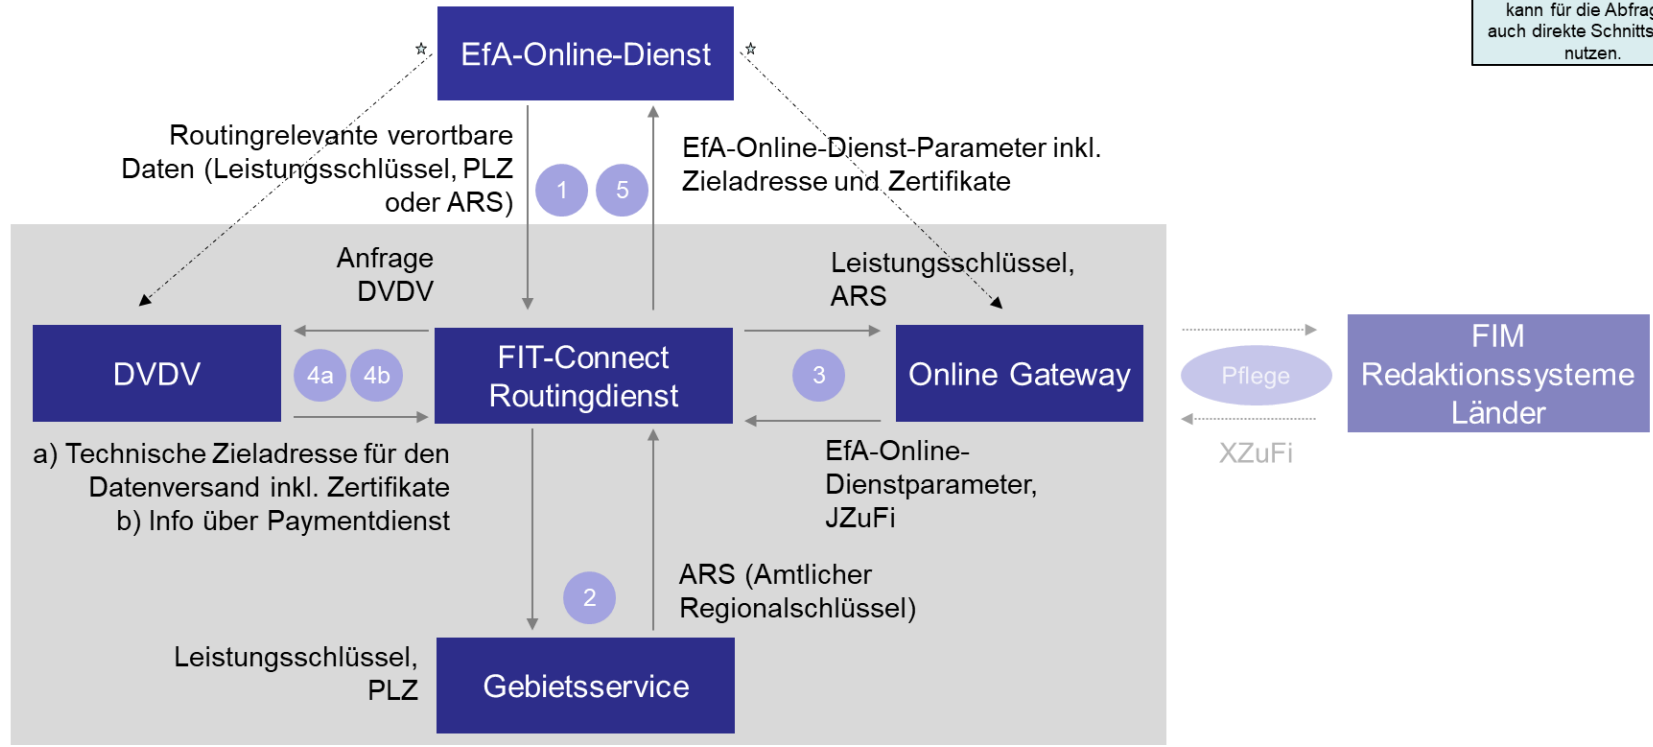 kann für die Abfrag
auch direkte Schnitts
nutzen.
EfA-Online-Dienst
Routingrelevante verortbare
Daten (Leistungsschlüssel, PLZ
oder ARS)
1
5
EfA-Online-Dienst-Parameter inkl.
Zieladresse und Zertifikate
Anfrage
DVDV
Leistungsschlüssel,
ARS
DVDV
4a
4b
FIT-Connect
Routingdienst
3
Online Gateway
Pflege
FIM
Redaktionssysteme
Länder
XZuFi
a) Technische Zieladresse für den
Datenversand inkl. Zertifikate
b) Info über Paymentdienst
EfA-Online-
Dienstparameter,
JZuFi
2
ARS (Amtlicher
Regionalschlüssel)
Leistungsschlüssel,
PLZ
Gebietsservice